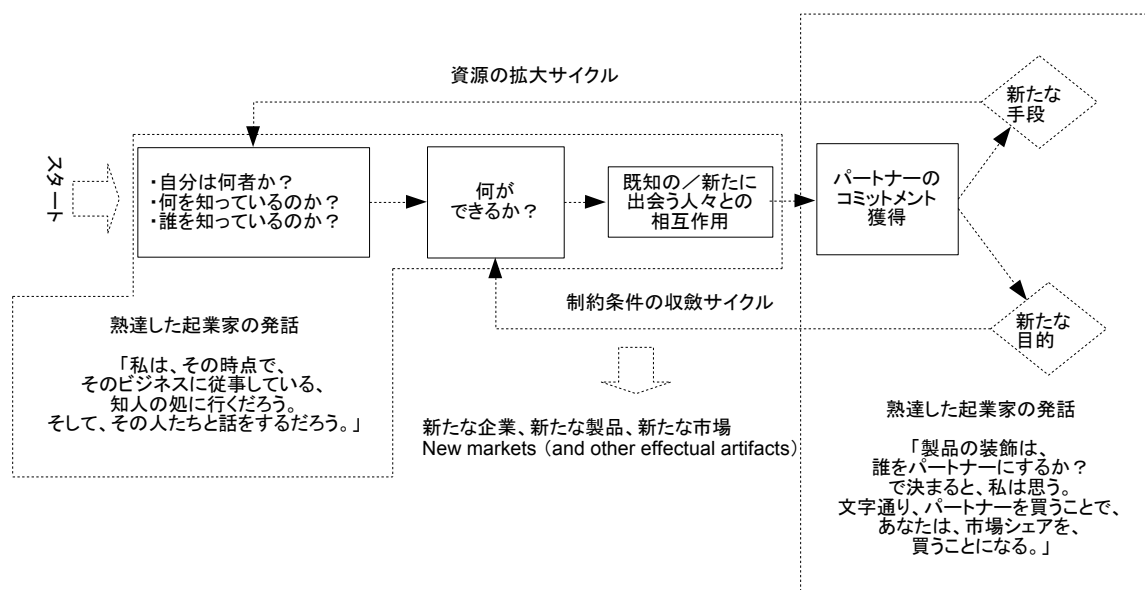 資源の拡大サイクル
新たな
手段
スタート
・自分は何者か？
・何を知っているのか？
・誰を知っているのか？
何が
できるか？
既知の／新たに
出会う人々との
相互作用
パートナーの
コミットメント
獲得
制約条件の収斂サイクル
新たな
目的
熟達した起業家の発話
「私は、その時点で、
そのビジネスに従事している、
知人の処に行くだろう。
そして、その人たちと話をするだろう。」
新たな企業、新たな製品、新たな市場
New markets (and other effectual artifacts)
熟達した起業家の発話
「製品の装飾は、
誰をパートナーにするか？
で決まると、私は思う。
文字通り、パートナーを買うことで、
あなたは、市場シェアを、
買うことになる。」